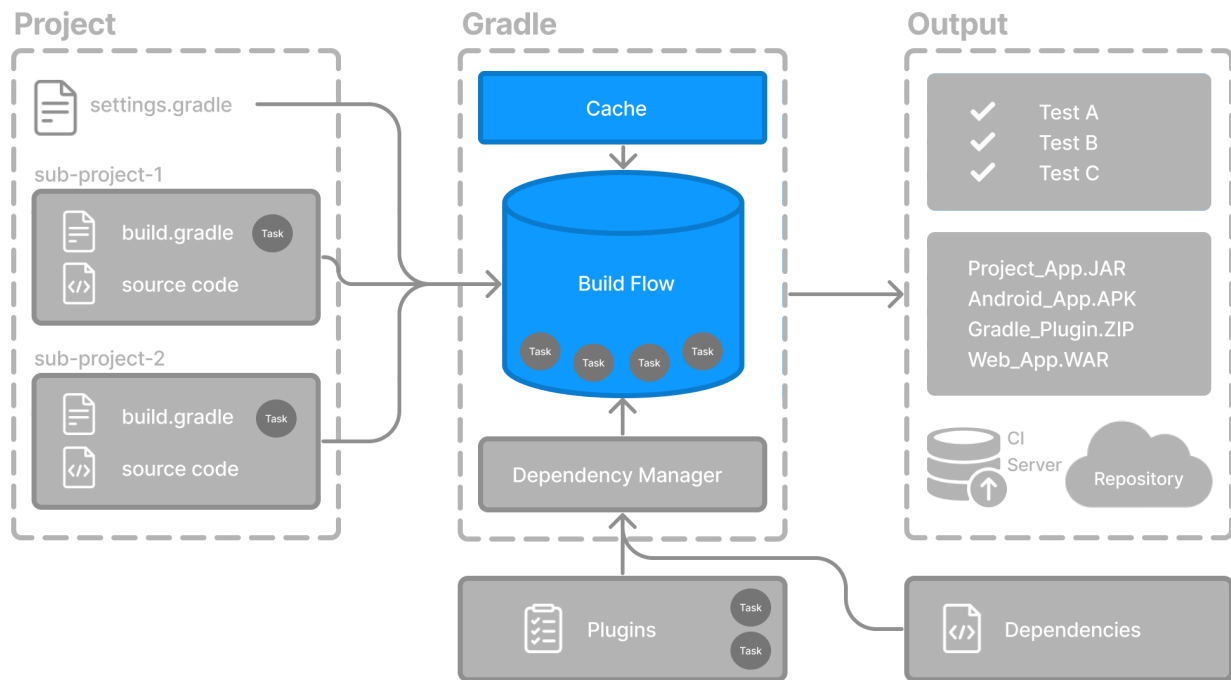 Project
settings.gradle
sub-project-1
build.gradle
Task
source code
sub-project-2
build.gradle
Task
source code
Gradle
Cache
Build Flow
Task
Task
Task
Task
Dependency Manager
Plugins
Task
Task
Output
Test A
Test B
Test C
Project_App.JAR
Android_App.APK
Gradle_Plugin.ZIP
Web_App.WAR
CI
Server
Repository
Dependencies